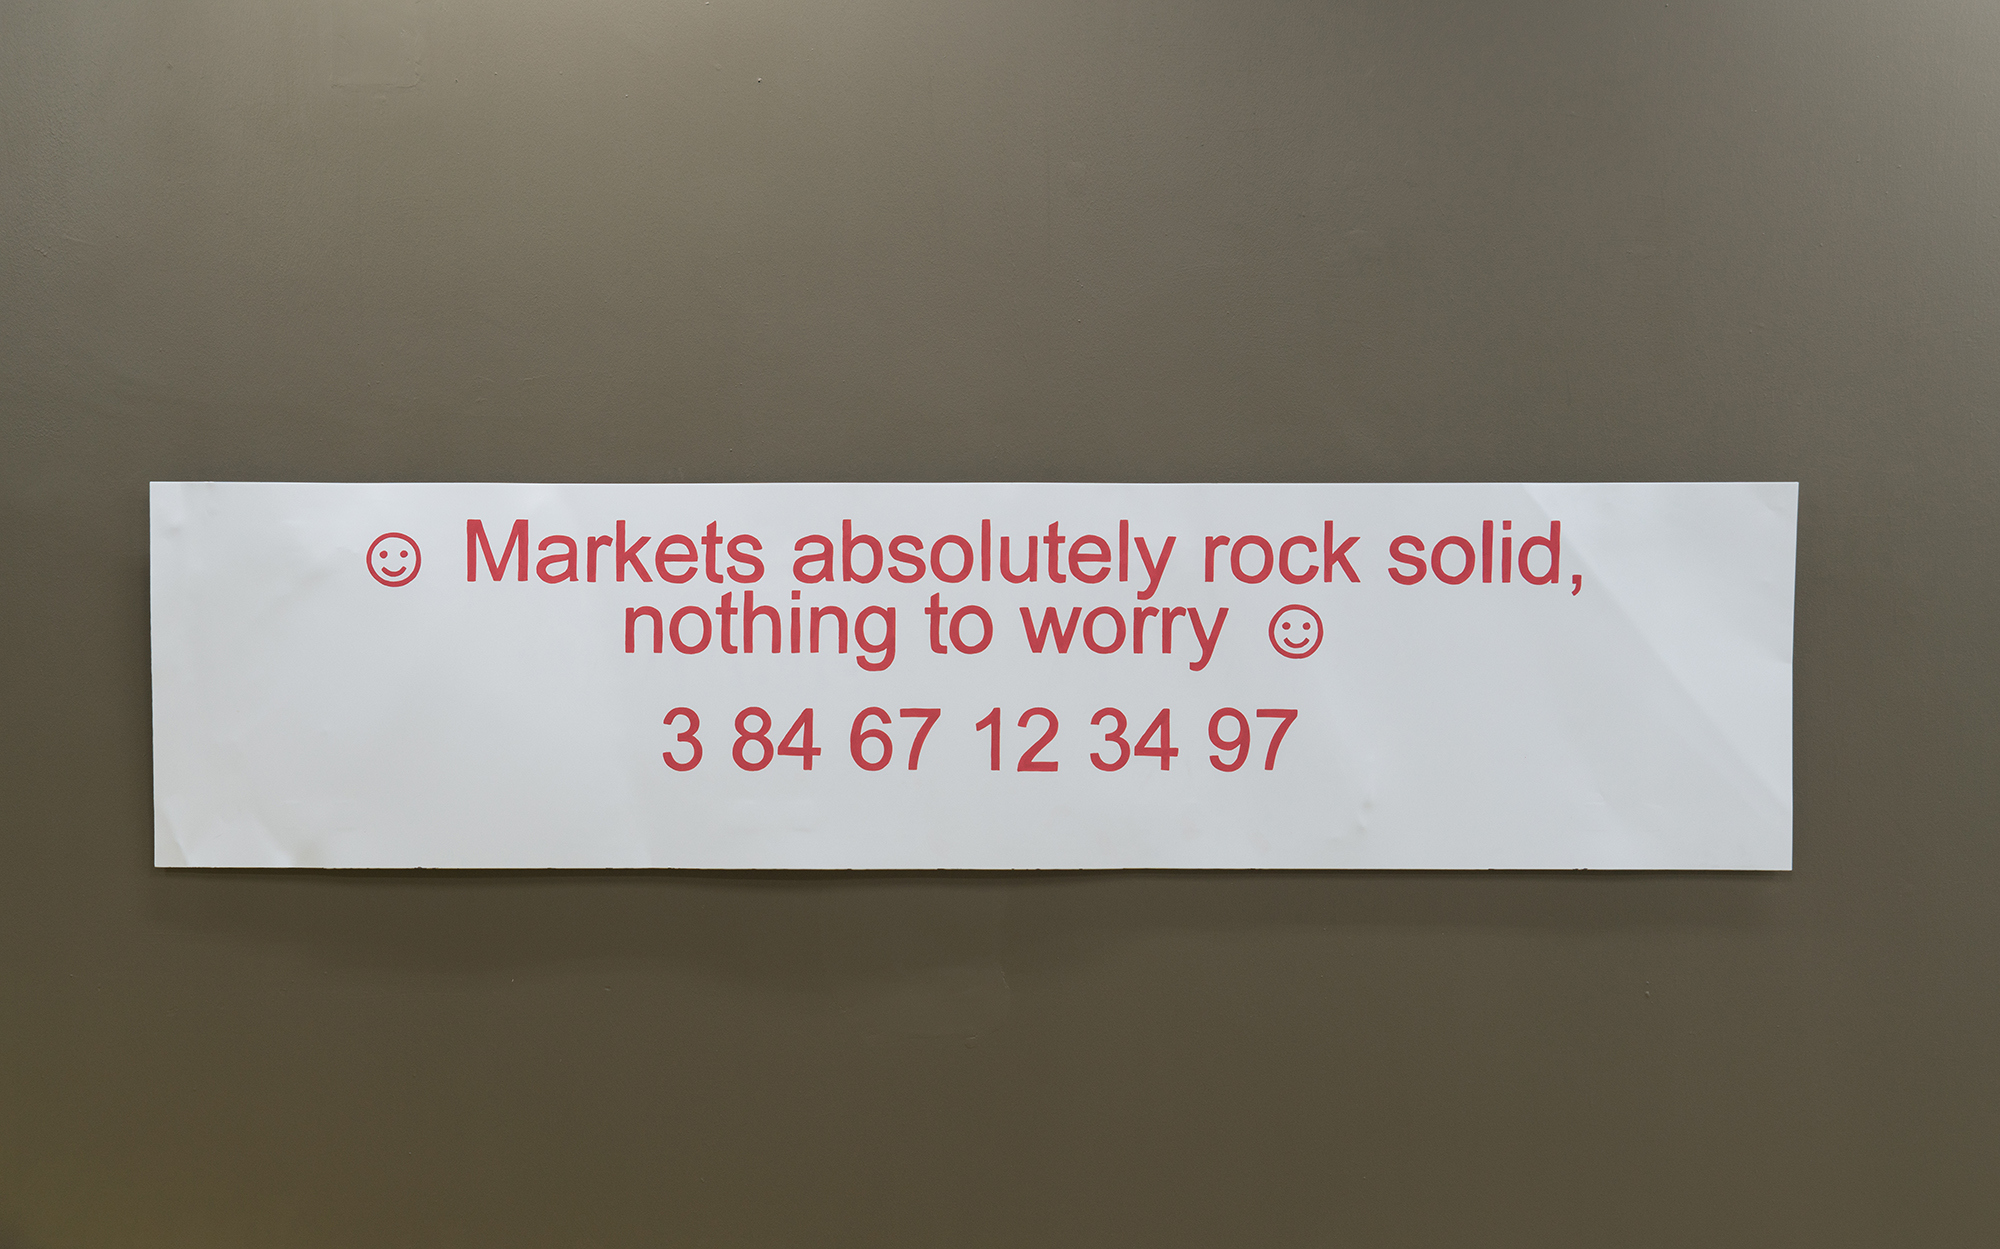 ☺ Markets absolutely rock solid,
nothing to worry ☺
3 84 67 12 34 97